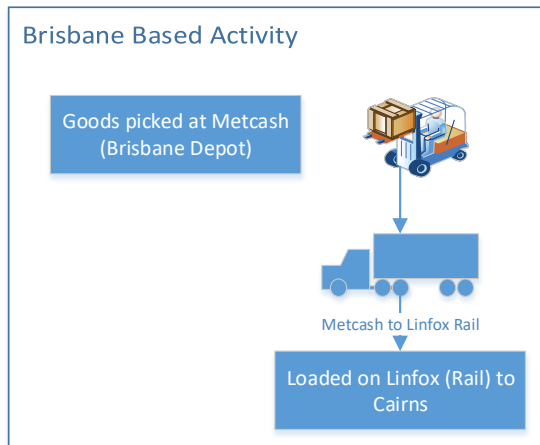 Brisbane Based Activity
Goods picked at Metcash
(Brisbane Depot)
Metcash to Linfox Rail
Loaded on Linfox (Rail) to
Cairns